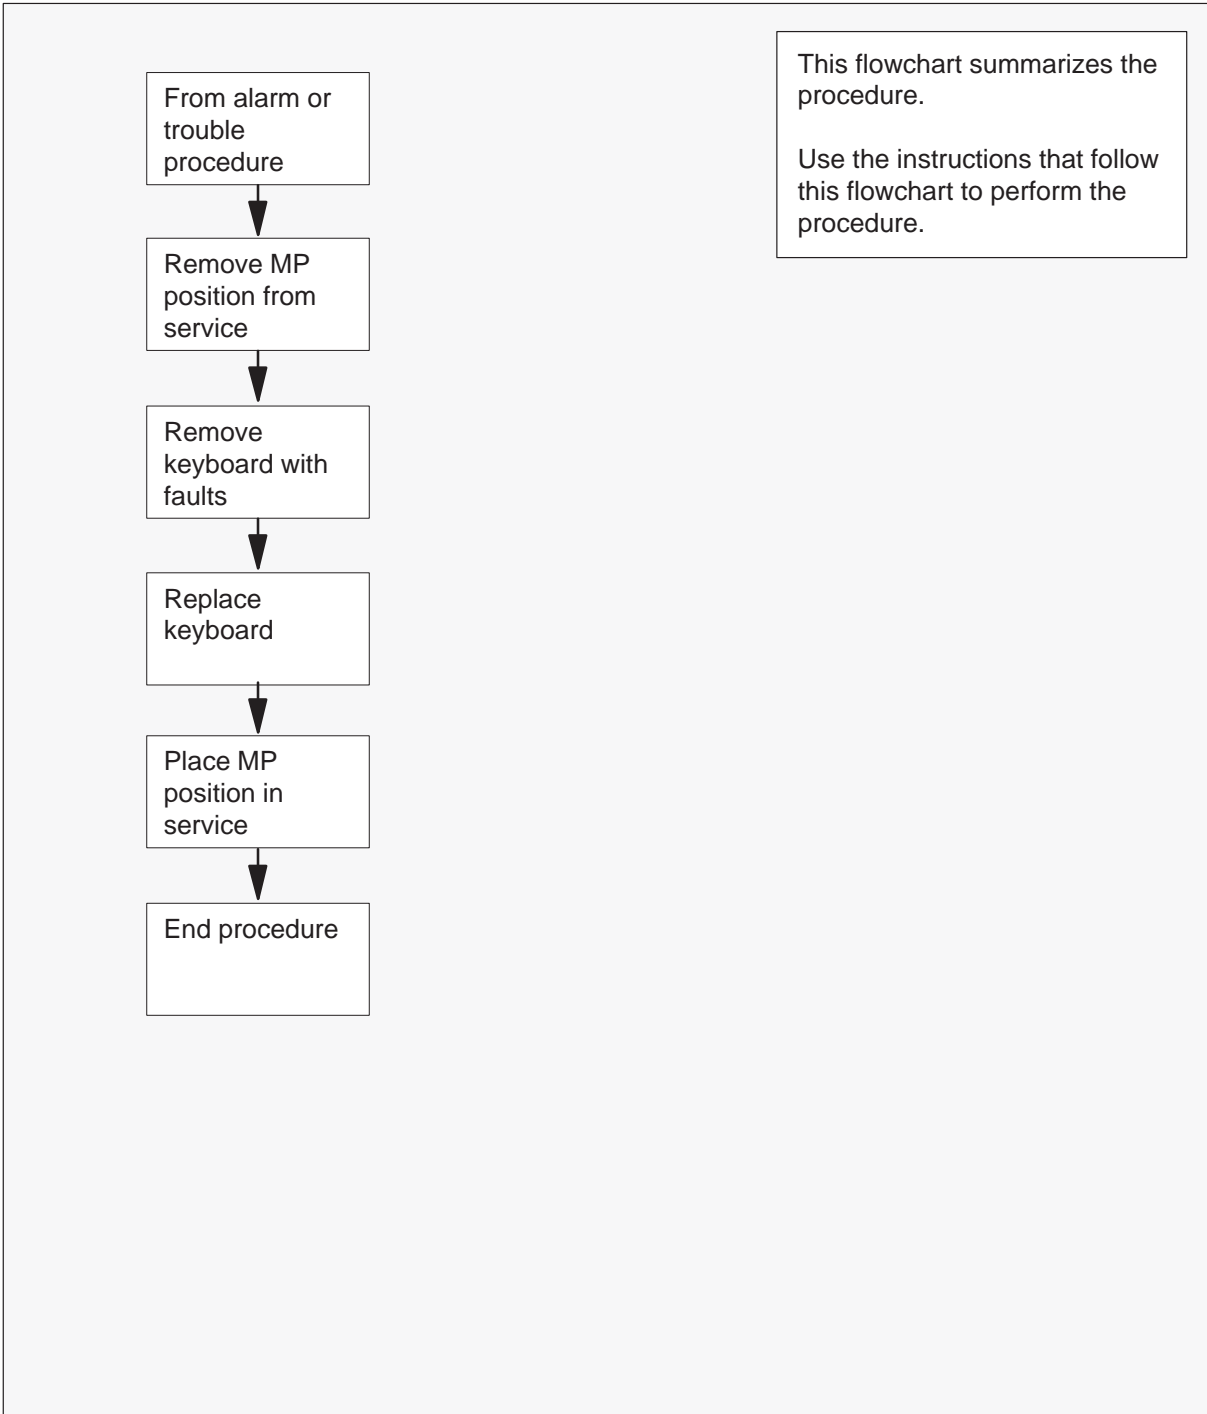 From alarm or
trouble
procedure
Remove MP
position from
service
Remove
keyboard with
faults
Replace
keyboard
Place MP
position in
service
End procedure
This flowchart summarizes the
procedure.
Use the instructions that follow
this flowchart to perform the
procedure.